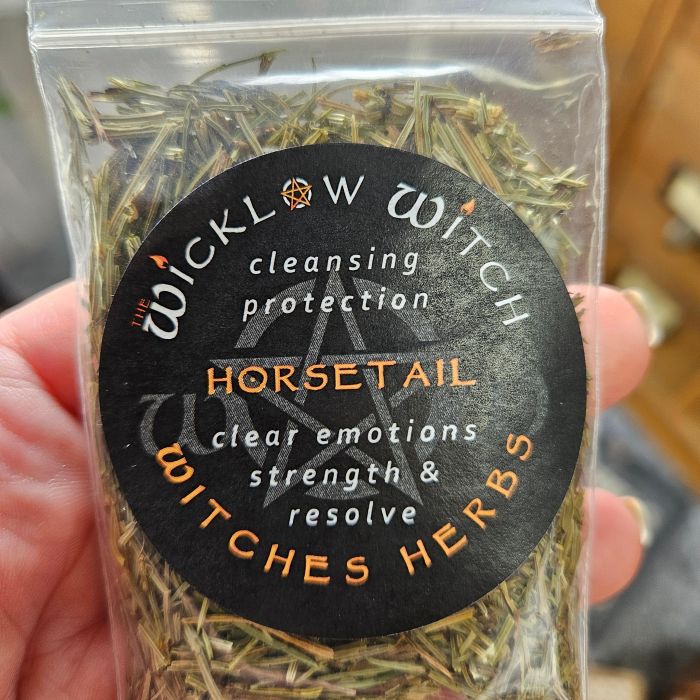 THE WICKLOW WITCH
cleansing
protection
HORSETAIL
clear emotions
strength &
resolve
WITCHES HERBS